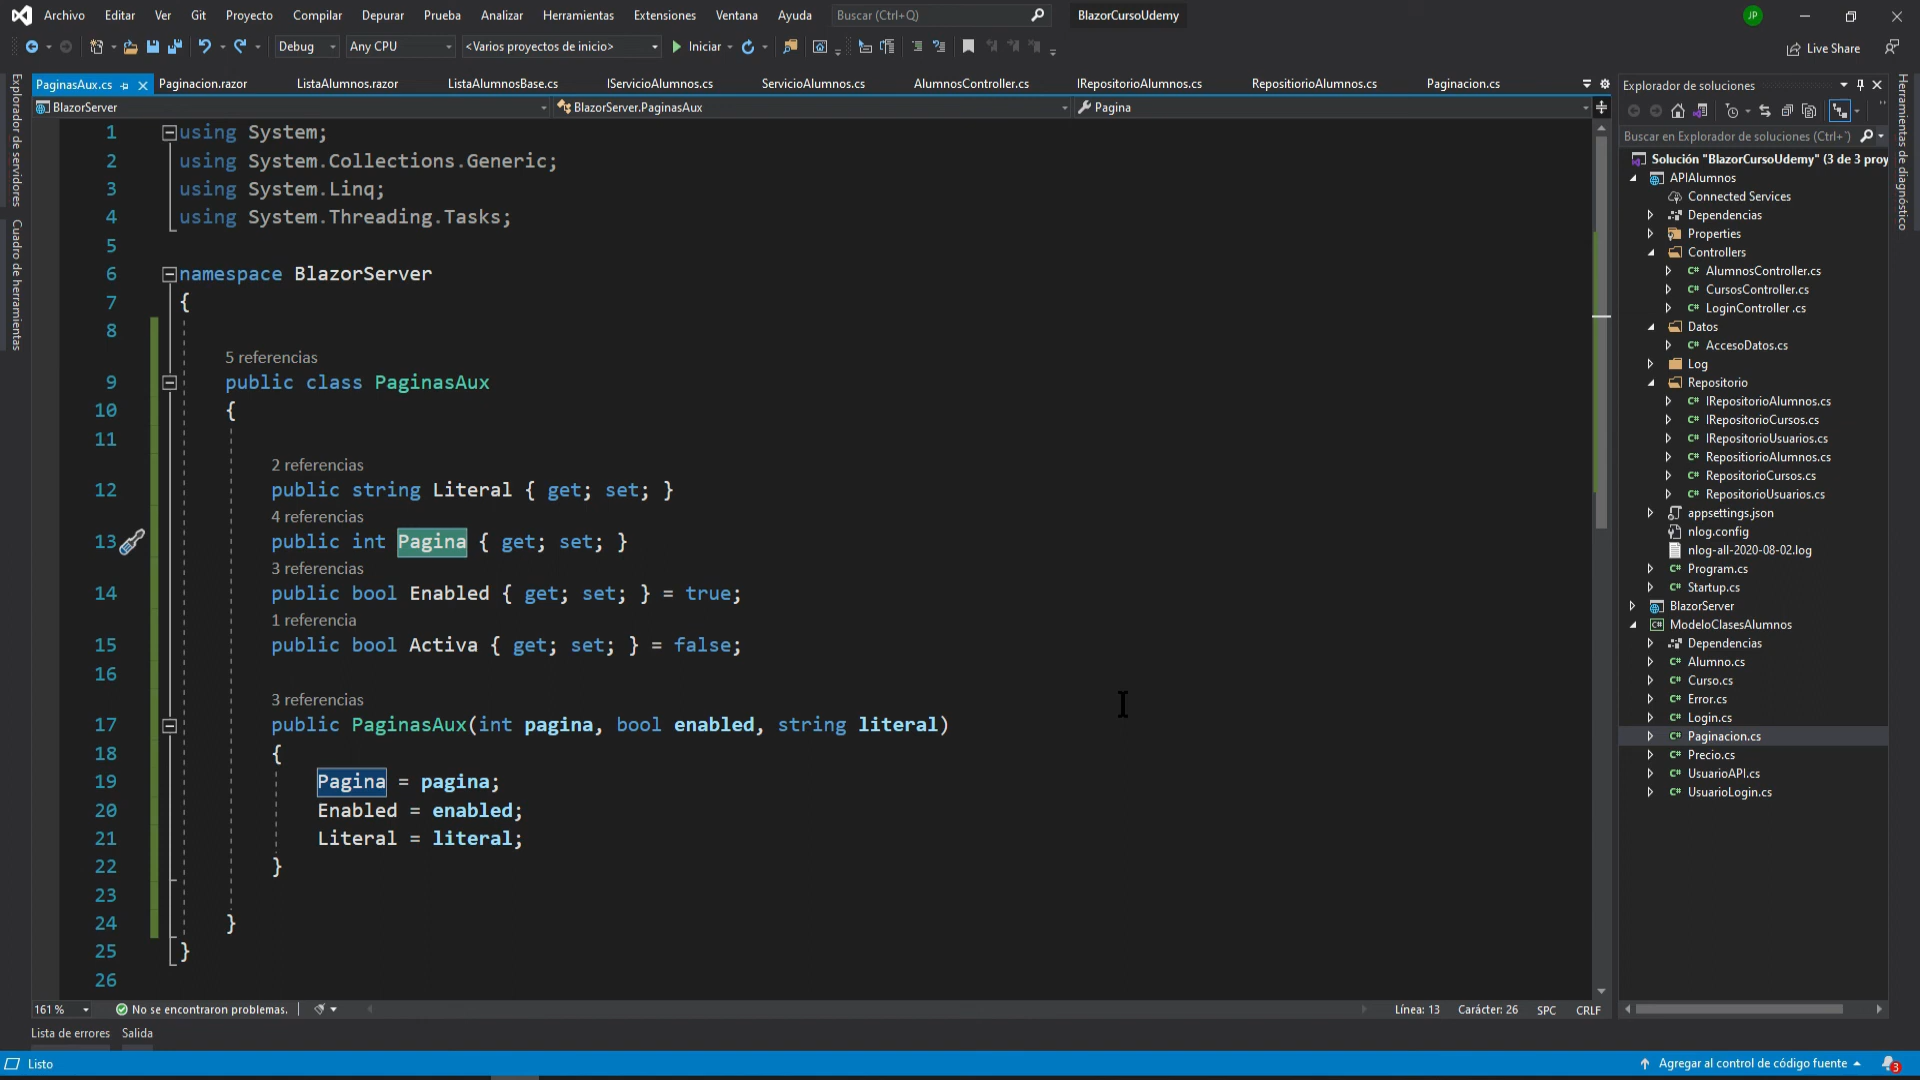 Archivo Editar Ver Git Proyecto Compilar Depurar Prueba Analizar Herramientas Extensiones Ventana Ayuda Buscar (Ctrl+Q) BlazorCursoUdemy JP
Debug Any CPU <Varios proyectos de inicio> Iniciar Live Share
PaginasAux.cs Paginacion.razor ListaAlumnos.razor ListaAlumnosBase.cs IServicioAlumnos.cs ServicioAlumnos.cs AlumnosController.cs IRepositorioAlumnos.cs RepositiorioAlumnos.cs Paginacion.cs
BlazorServer BlazorServer.PaginasAux Pagina
Explorador de servidores
Cuadro de herramientas
1 using System;
2 using System.Collections.Generic;
3 using System.Linq;
4 using System.Threading.Tasks;
5
6 namespace BlazorServer
7 {
8
5 referencias
9 public class PaginasAux
10 {
11
2 referencias
12 public string Literal { get; set; }
4 referencias
13 public int Pagina { get; set; }
3 referencias
14 public bool Enabled { get; set; } = true;
1 referencia
15 public bool Activa { get; set; } = false;
16
3 referencias
17 public PaginasAux(int pagina, bool enabled, string literal)
18 {
19 Pagina = pagina;
20 Enabled = enabled;
21 Literal = literal;
22 }
23
24 }
25 }
26
161 % No se encontraron problemas. Línea: 13 Carácter: 26 SPC CRLF
Lista de errores Salida
Explorador de soluciones
Buscar en Explorador de soluciones (Ctrl+¨)
Solución "BlazorCursoUdemy" (3 de 3 proy
APIAlumnos
Connected Services
Dependencias
Properties
Controllers
C# AlumnosController.cs
C# CursosController.cs
C# LoginController .cs
Datos
C# AccesoDatos.cs
Log
Repositorio
C# IRepositorioAlumnos.cs
C# IRepositorioCursos.cs
C# IRepositorioUsuarios.cs
C# RepositiorioAlumnos.cs
C# RepositorioCursos.cs
C# RepositorioUsuarios.cs
appsettings.json
nlog.config
nlog-all-2020-08-02.log
C# Program.cs
C# Startup.cs
BlazorServer
C# ModeloClasesAlumnos
Dependencias
C# Alumno.cs
C# Curso.cs
C# Error.cs
C# Login.cs
C# Paginacion.cs
C# Precio.cs
C# UsuarioAPI.cs
C# UsuarioLogin.cs
Herramientas de diagnóstico
Listo Agregar al control de código fuente 3